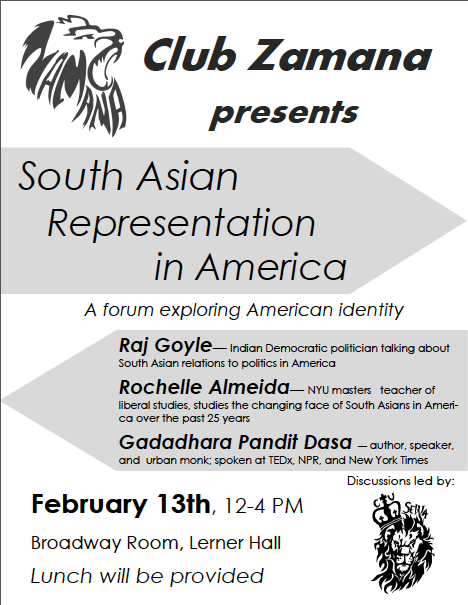 ZAMANA
Club Zamana
presents
South Asian
Representation
in America
A forum exploring American identity
Raj Goyle— Indian Democratic politician talking about
South Asian relations to politics in America
Rochelle Almeida— NYU masters teacher of
liberal studies, studies the changing face of South Asians in Ameri-
ca over the past 25 years
Gadadhara Pandit Dasa — author, speaker,
and urban monk; spoken at TEDx, NPR, and New York Times
Discussions led by:
February 13th, 12-4 PM
Broadway Room, Lerner Hall
Lunch will be provided